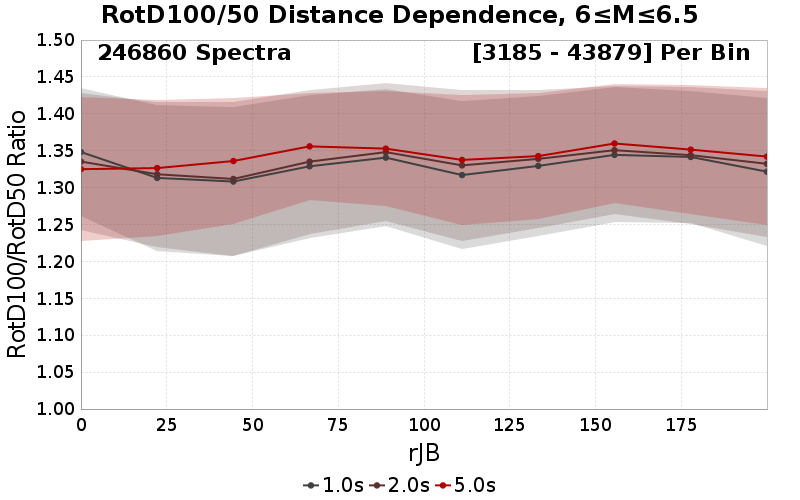 RotD100/50 Distance Dependence, 6≤M≤6.5
246860 Spectra
[3185 - 43879] Per Bin
RotD100/RotD50 Ratio
1.50
1.45
1.40
1.35
1.30
1.25
1.20
1.15
1.10
1.05
1.00
0 25 50 75 100 125 150 175
rJB
1.0s 2.0s 5.0s